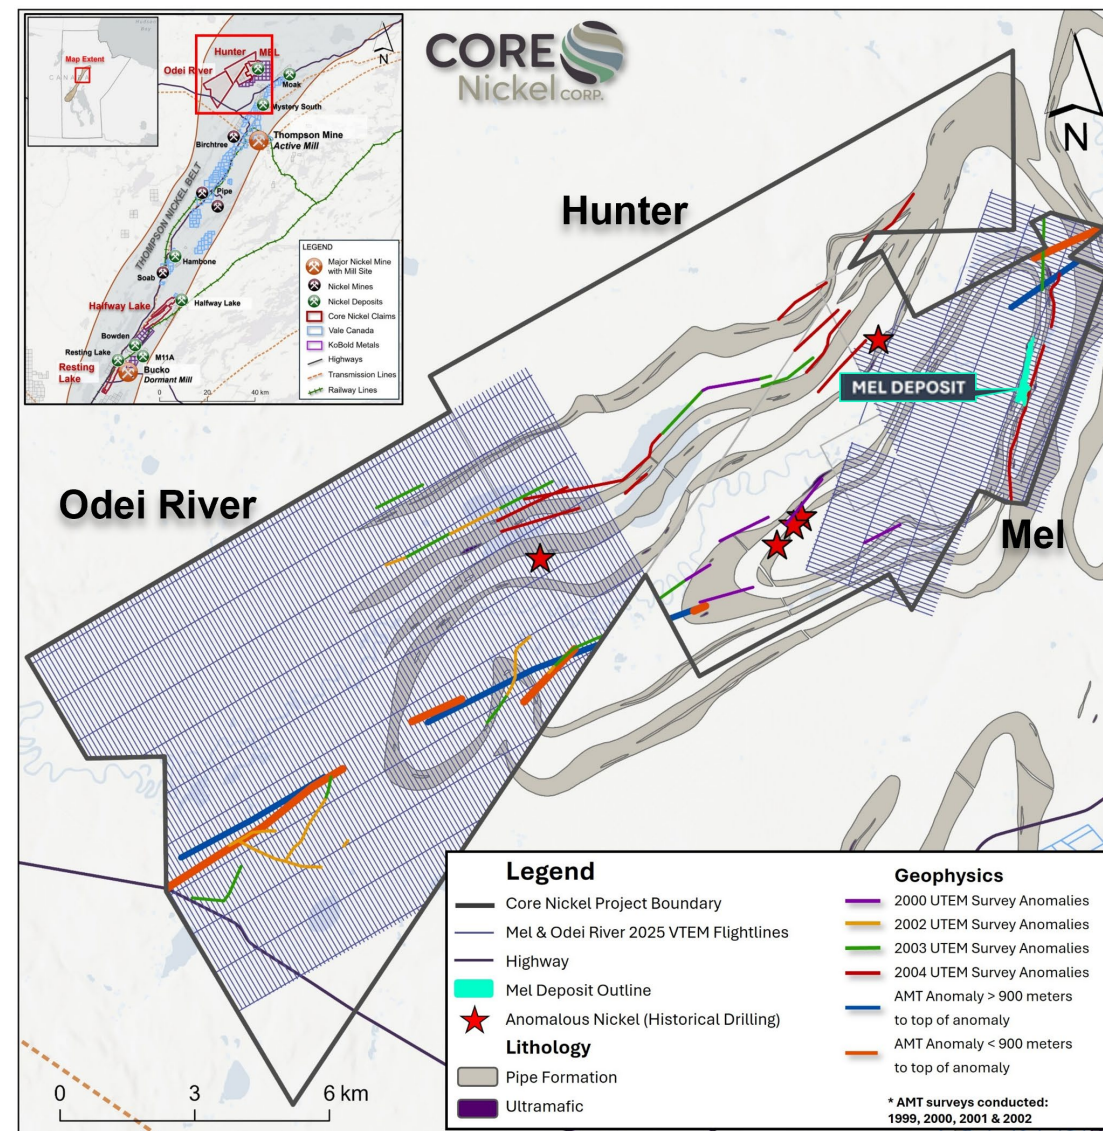 CORE
Nickel CORP.
N
Hunter
Odei River
Mel
MEL DEPOSIT
0 3 6 km
Map Extent
CANADA
N
Hunter
MEL
Odei River
Moak
Mystery South
Thompson Mine
Active Mill
Birchtree
Pipe
THOMPSON NICKEL BELT
Hambone
Soab
Halfway Lake
Halfway Lake
Bowden
Resting Lake
M11A
Resting
Lake
Bucko
Dormant Mill
0 20 40 km
LEGEND
Major Nickel Mine
with Mill Site
Nickel Mines
Nickel Deposits
Core Nickel Claims
Vale Canada
KoBold Metals
Highways
Transmission Lines
Railway Lines
Legend
Core Nickel Project Boundary
Mel & Odei River 2025 VTEM Flightlines
Highway
Mel Deposit Outline
Anomalous Nickel (Historical Drilling)
Lithology
Pipe Formation
Ultramafic
Geophysics
2000 UTEM Survey Anomalies
2002 UTEM Survey Anomalies
2003 UTEM Survey Anomalies
2004 UTEM Survey Anomalies
AMT Anomaly > 900 meters
to top of anomaly
AMT Anomaly < 900 meters
to top of anomaly
* AMT surveys conducted:
1999, 2000, 2001 & 2002